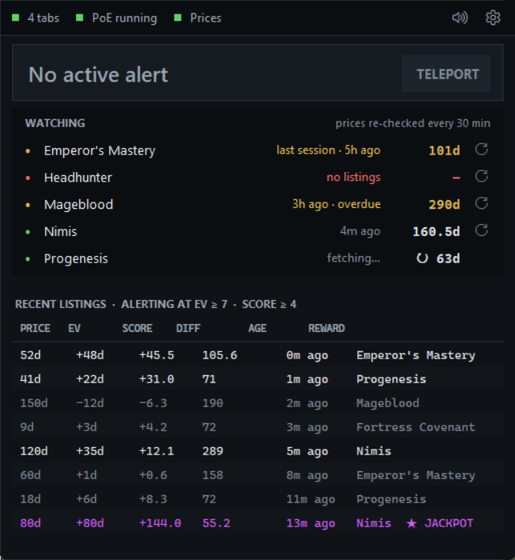 4 tabs PoE running Prices
No active alert TELEPORT
WATCHING prices re-checked every 30 min
• Emperor's Mastery last session · 5h ago 101d
• Headhunter no listings –
• Mageblood 3h ago · overdue 290d
• Nimis 4m ago 160.5d
• Progenesis fetching... 63d
RECENT LISTINGS · ALERTING AT EV ≥ 7 · SCORE ≥ 4
PRICE EV SCORE DIFF AGE REWARD
52d +48d +45.5 105.6 0m ago Emperor's Mastery
41d +22d +31.0 71 1m ago Progenesis
150d −12d −6.3 190 2m ago Mageblood
9d +3d +4.2 72 3m ago Fortress Covenant
120d +35d +12.1 289 5m ago Nimis
60d +1d +0.6 158 8m ago Emperor's Mastery
18d +6d +8.3 72 11m ago Progenesis
80d +80d +144.0 55.2 13m ago Nimis ★ JACKPOT